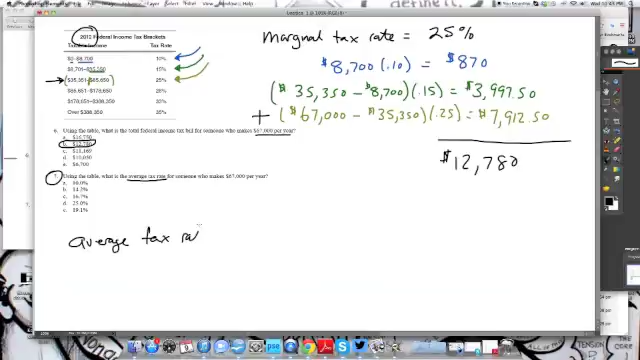 2012 Federal Income Tax Brackets
Taxable Income Tax Rate
$0-$8,700 10%
$8,701-$35,350 15%
$35,351-$85,650 25%
$85,651-$178,650 28%
$178,651-$388,350 33%
Over $388,350 35%
6. Using the table, what is the total federal income tax bill for someone who makes $67,000 per year?
a. $16,750
b. $12,780
c. $11,169
d. $10,050
e. $6,700
7. Using the table, what is the average tax rate for someone who makes $67,000 per year?
a. 10.0%
b. 14.2%
c. 16.7%
d. 25.0%
e. 19.1%
marginal tax rate = 25%
$8,700 (.10) = $870
($35,350 - $8,700)(.15) = $3,997.50
+ ($67,000 - $35,350)(.25) = $7,912.50
$12,780
average tax ra